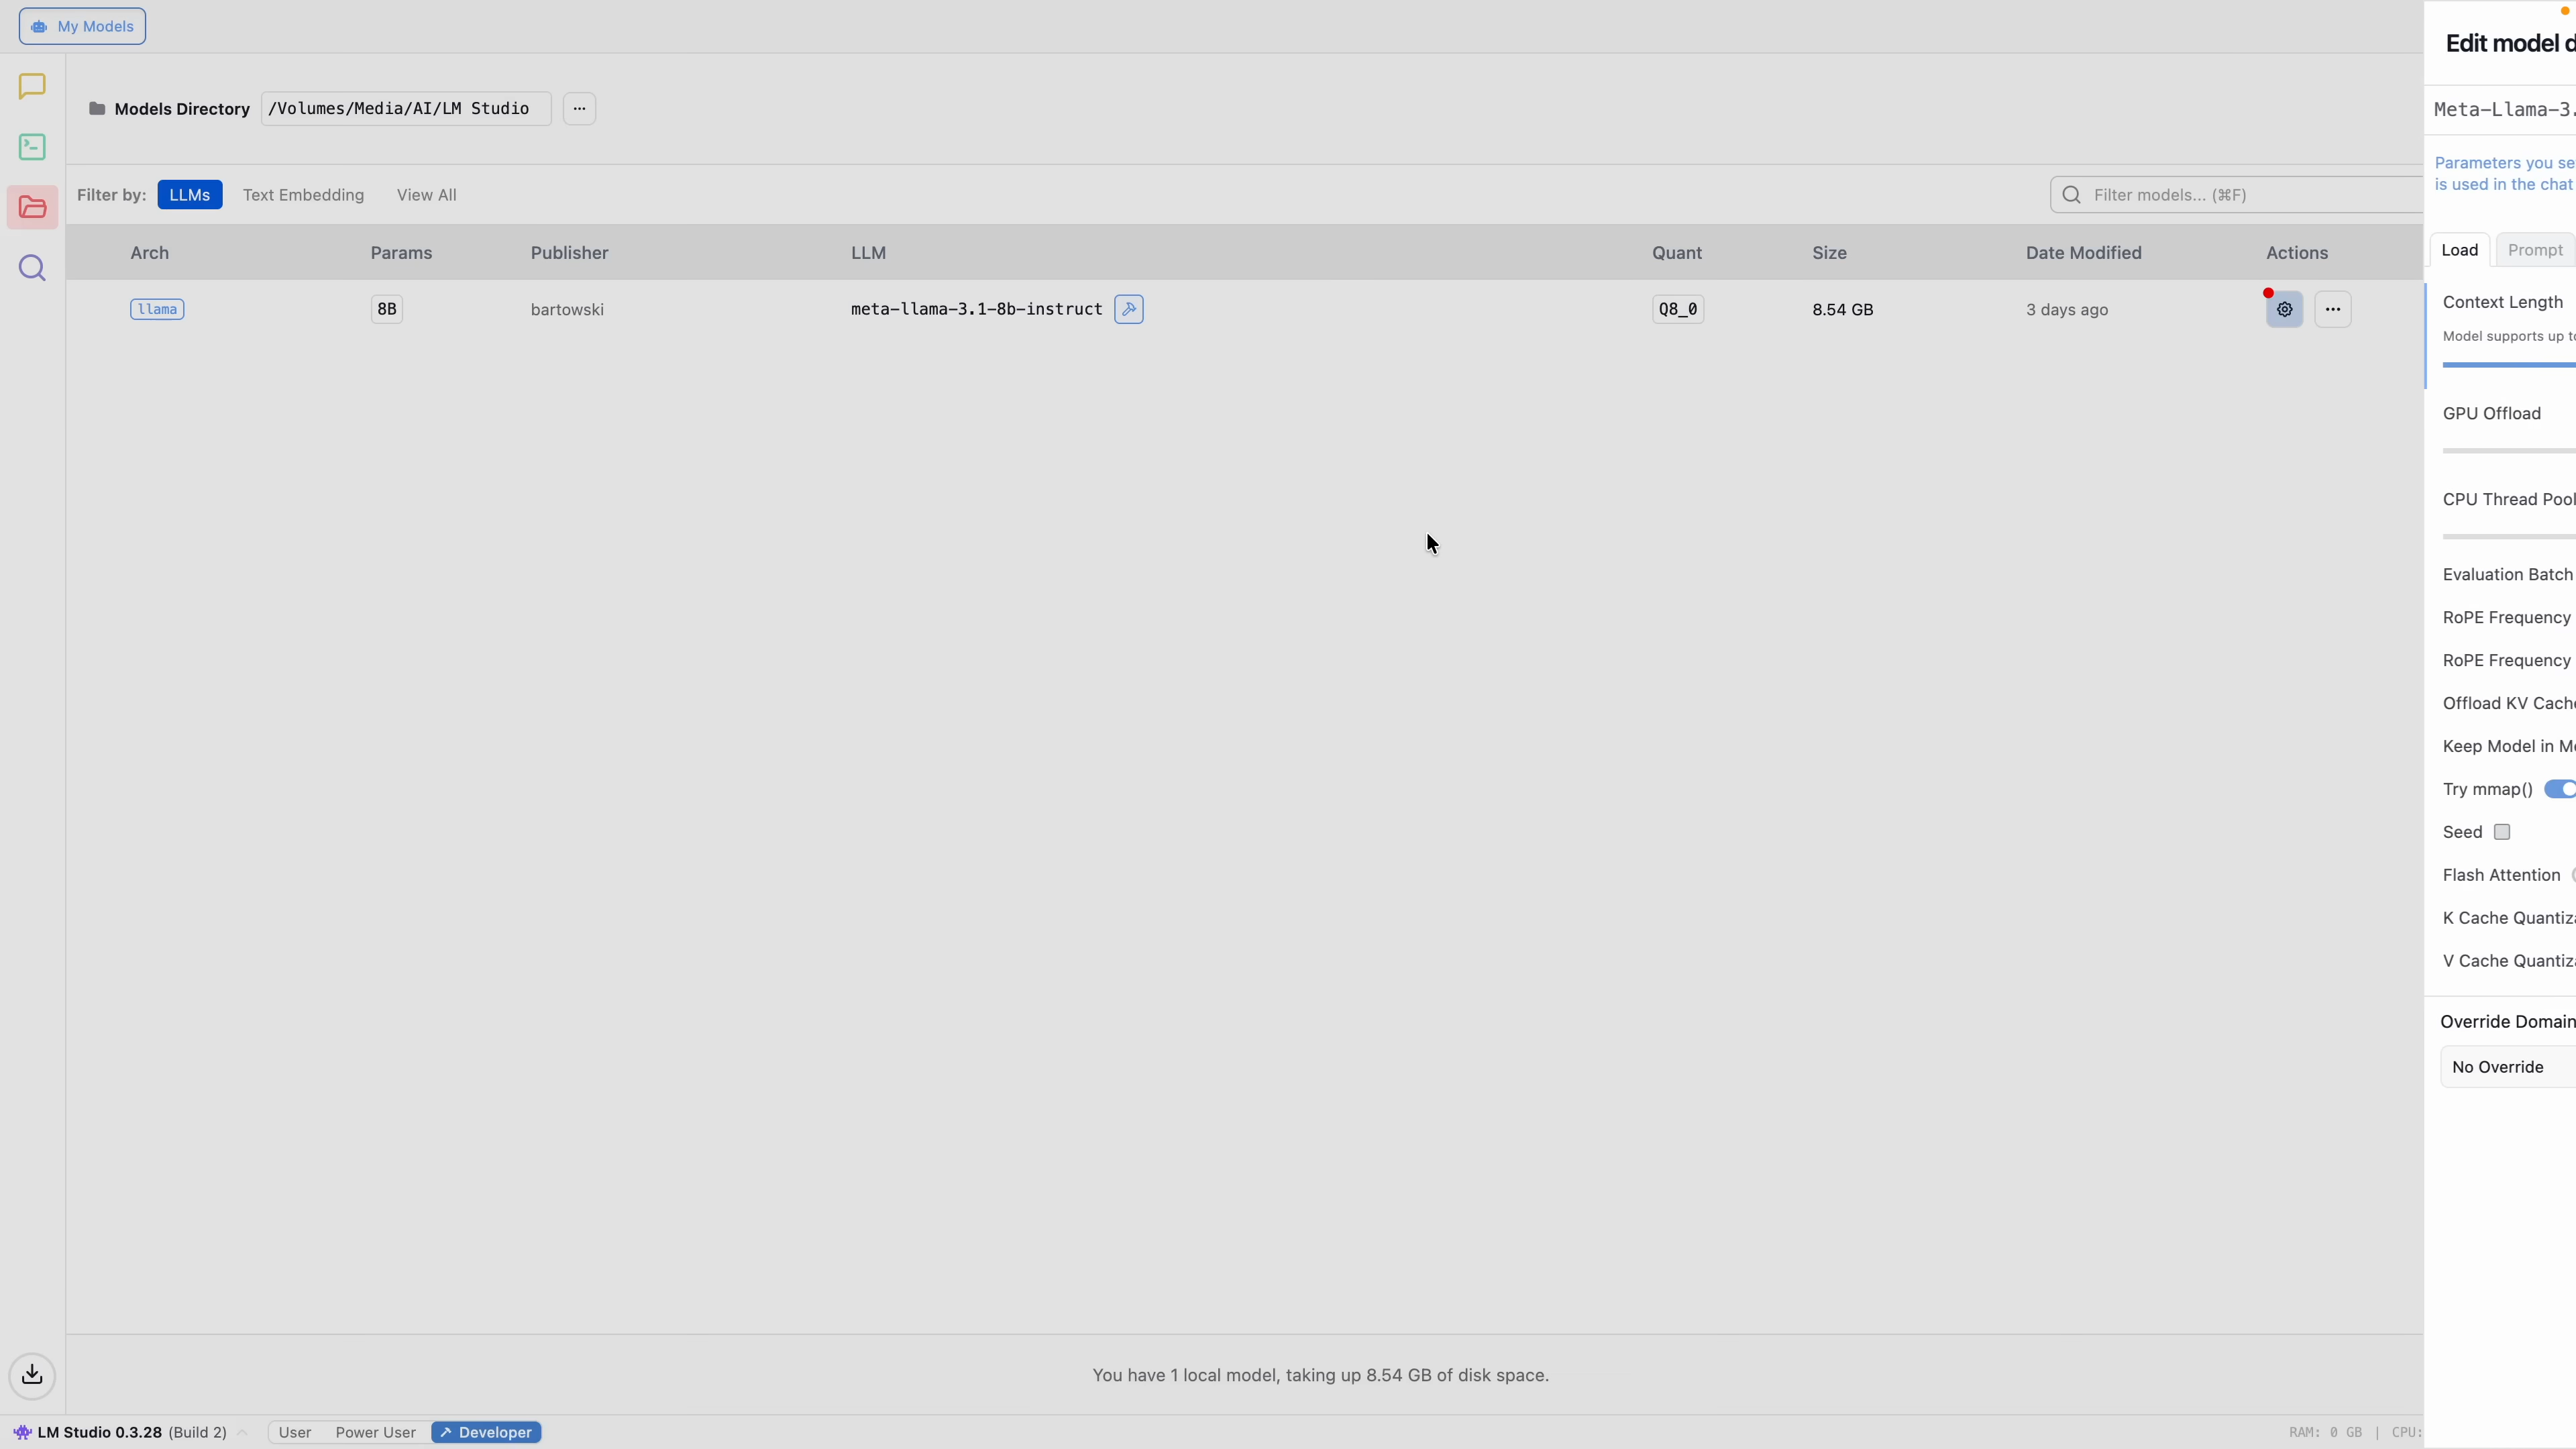 My Models
Models Directory /Volumes/Media/AI/LM Studio
Filter by: LLMs Text Embedding View All
Filter models... (⌘F)
Arch Params Publisher LLM Quant Size Date Modified Actions
llama 8B bartowski meta-llama-3.1-8b-instruct Q8_0 8.54 GB 3 days ago
You have 1 local model, taking up 8.54 GB of disk space.
LM Studio 0.3.28 (Build 2) User Power User Developer
RAM: 0 GB | CPU:
Edit model
Meta-Llama-3.
Parameters you se
is used in the chat
Load Prompt
Context Length
Model supports up to
GPU Offload
CPU Thread Pool
Evaluation Batch
RoPE Frequency
RoPE Frequency
Offload KV Cache
Keep Model in Me
Try mmap()
Seed
Flash Attention
K Cache Quantiza
V Cache Quantiza
Override Domain
No Override